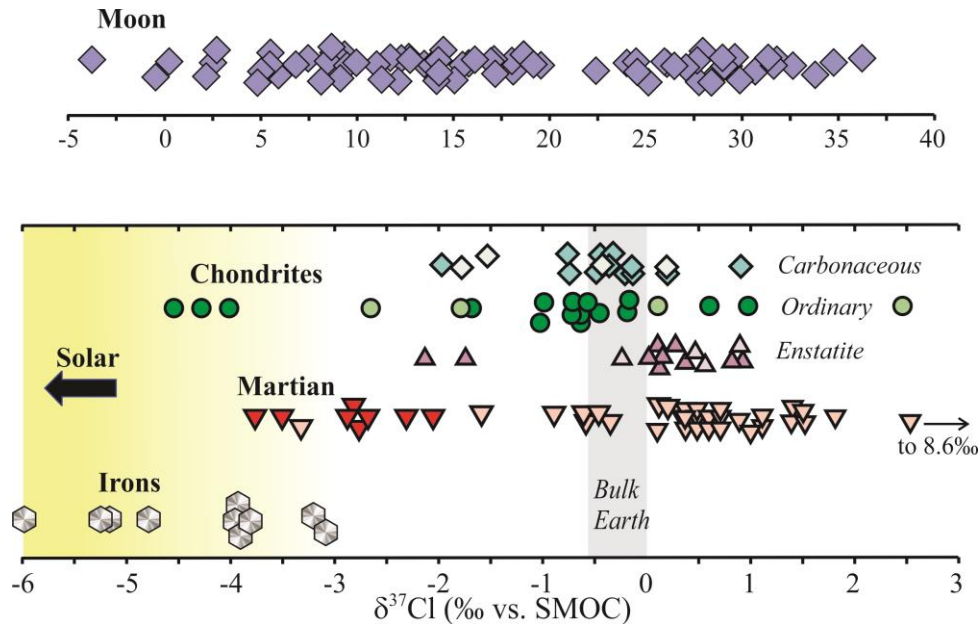 Moon
-5 0 5 10 15 20 25 30 35 40
Chondrites
Carbonaceous
Ordinary
Enstatite
Solar
Martian
to 8.6‰
Irons
Bulk
Earth
-6 -5 -4 -3 -2 -1 0 1 2 3
δ³⁷Cl (‰ vs. SMOC)